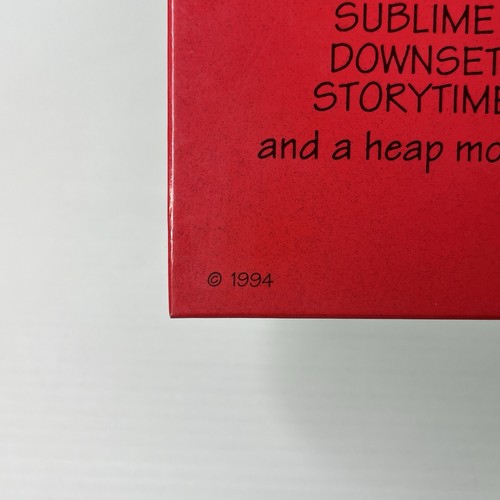 SUBLIME
DOWNSET
STORYTIME
and a heap mo
© 1994